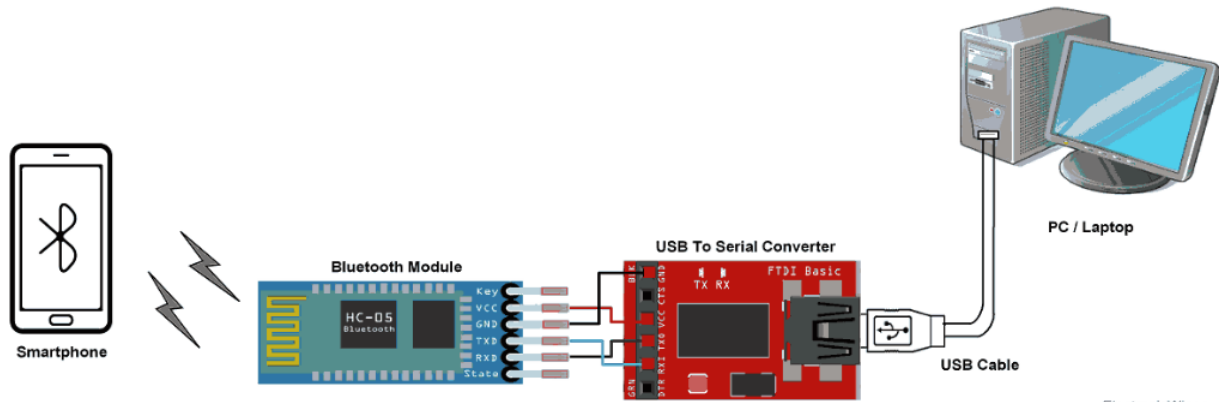 PC / Laptop
USB To Serial Converter
Bluetooth Module
BLK
GND
CTS
VCC
TXO
RXI
DTR
GRN
TX RX
FTDI Basic
Key
VCC
GND
TXD
RXD
State
HC-05
Bluetooth
Smartphone
USB Cable